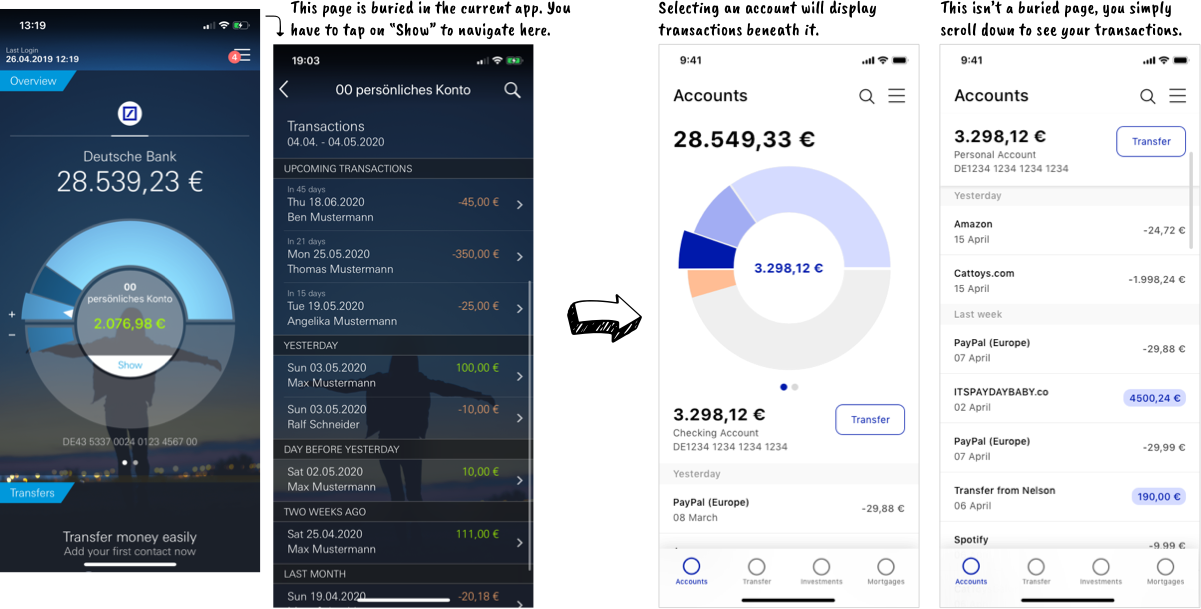 This page is buried in the current app. You
have to tap on "Show" to navigate here.
Selecting an account will display
transactions beneath it.
This isn't a buried page, you simply
scroll down to see your transactions.
13:19
Last Login
26.04.2019 12:19
4
Overview
Deutsche Bank
28.539,23 €
00
persönliches Konto
2.076,98 €
Show
+
−
DE43 5337 0024 0123 4567 00
Transfers
Transfer money easily
Add your first contact now
19:03
00 persönliches Konto
Transactions
04.04. - 04.05.2020
UPCOMING TRANSACTIONS
In 45 days
Thu 18.06.2020 -45,00 €
Ben Mustermann
In 21 days
Mon 25.05.2020 -350,00 €
Thomas Mustermann
In 15 days
Tue 19.05.2020 -25,00 €
Angelika Mustermann
YESTERDAY
Sun 03.05.2020 100,00 €
Max Mustermann
Sun 03.05.2020 -10,00 €
Ralf Schneider
DAY BEFORE YESTERDAY
Sat 02.05.2020 10,00 €
Max Mustermann
TWO WEEKS AGO
Sat 25.04.2020 111,00 €
Max Mustermann
LAST MONTH
Sun 19.04.2020 -20,18 €
9:41
Accounts
28.549,33 €
3.298,12 €
3.298,12 €
Checking Account
DE1234 1234 1234 1234
Transfer
Yesterday
PayPal (Europe)
08 March
-29,88 €
Accounts Transfer Investments Mortgages
9:41
Accounts
3.298,12 €
Personal Account
DE1234 1234 1234 1234
Transfer
Yesterday
Amazon
15 April
-24,72 €
Cattoys.com
15 April
-1.998,24 €
Last week
PayPal (Europe)
07 April
-29,88 €
ITSPAYDAYBABY.co
02 April
4500,24 €
PayPal (Europe)
07 April
-29,99 €
Transfer from Nelson
06 April
190,00 €
Spotify
-9,99 €
Accounts Transfer Investments Mortgages